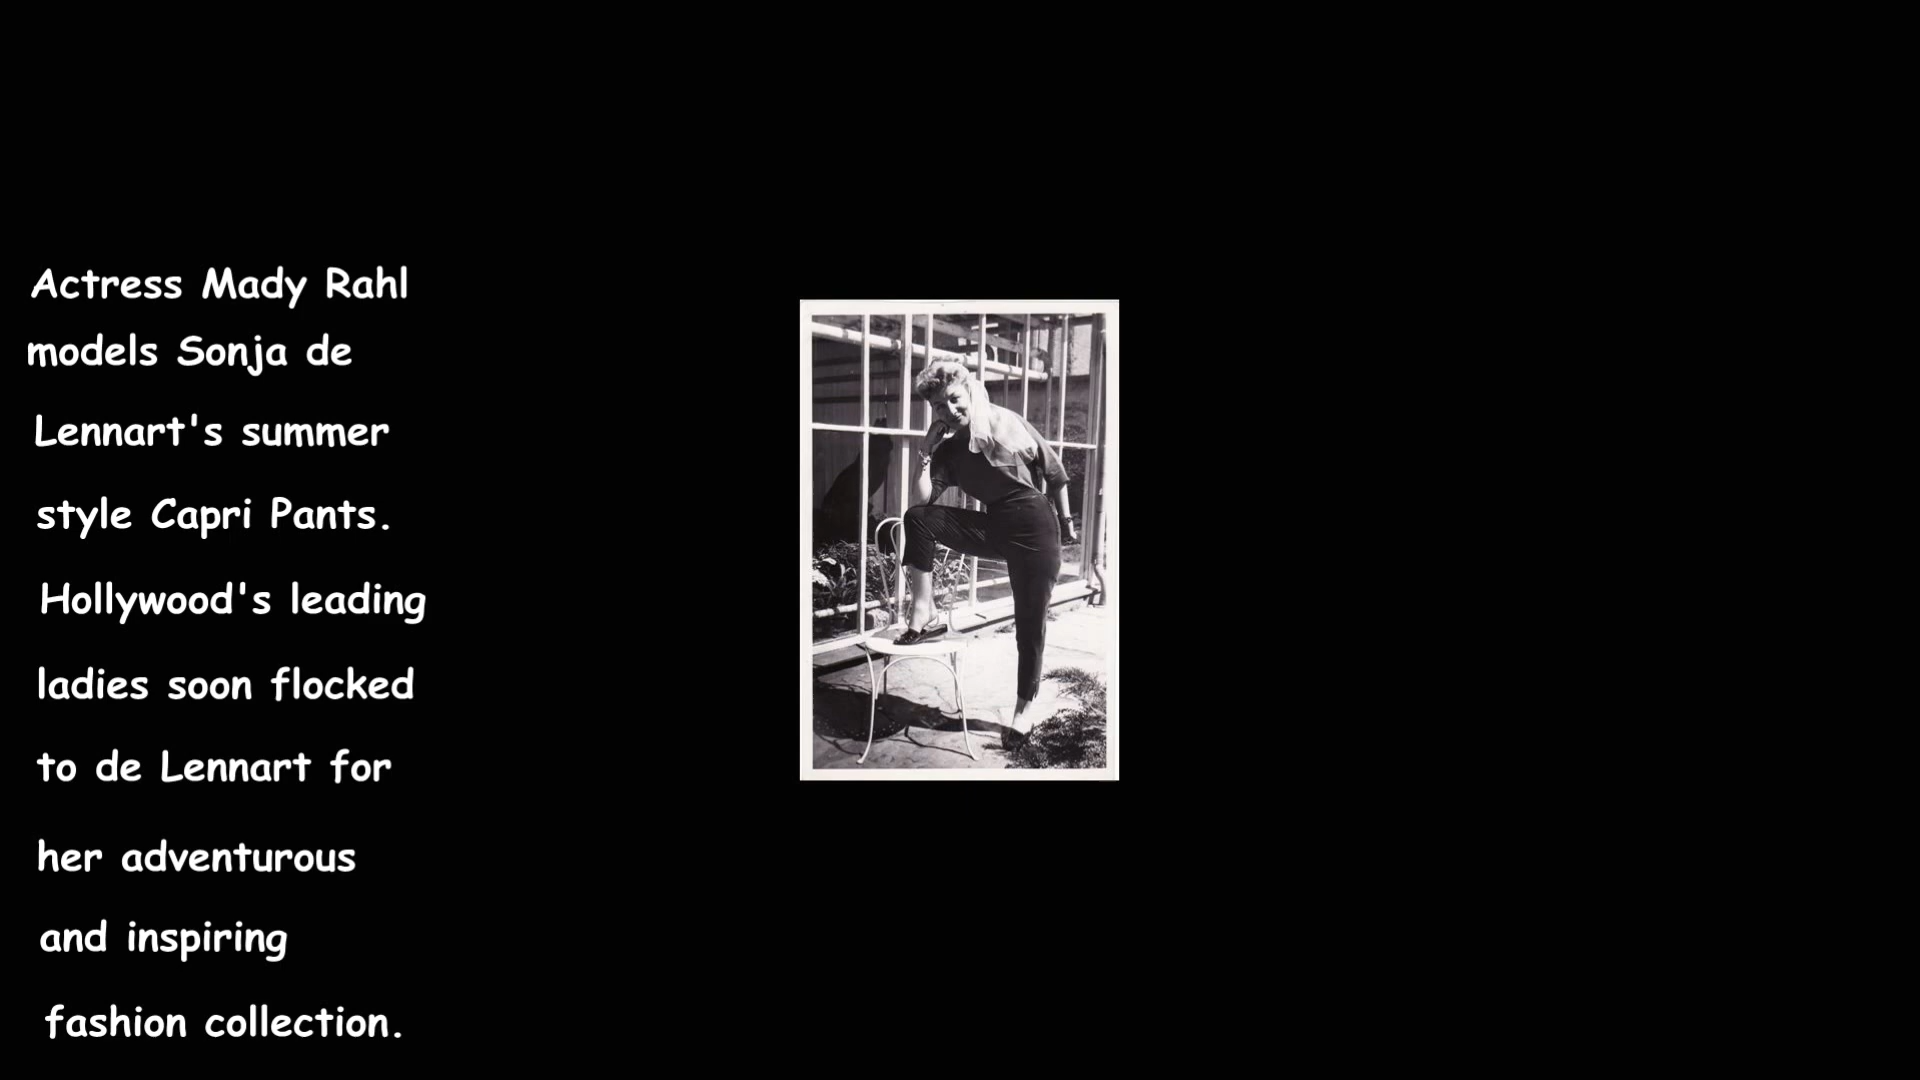 Actress Mady Rahl
models Sonja de
Lennart's summer
style Capri Pants.
Hollywood's leading
ladies soon flocked
to de Lennart for
her adventurous
and inspiring
fashion collection.